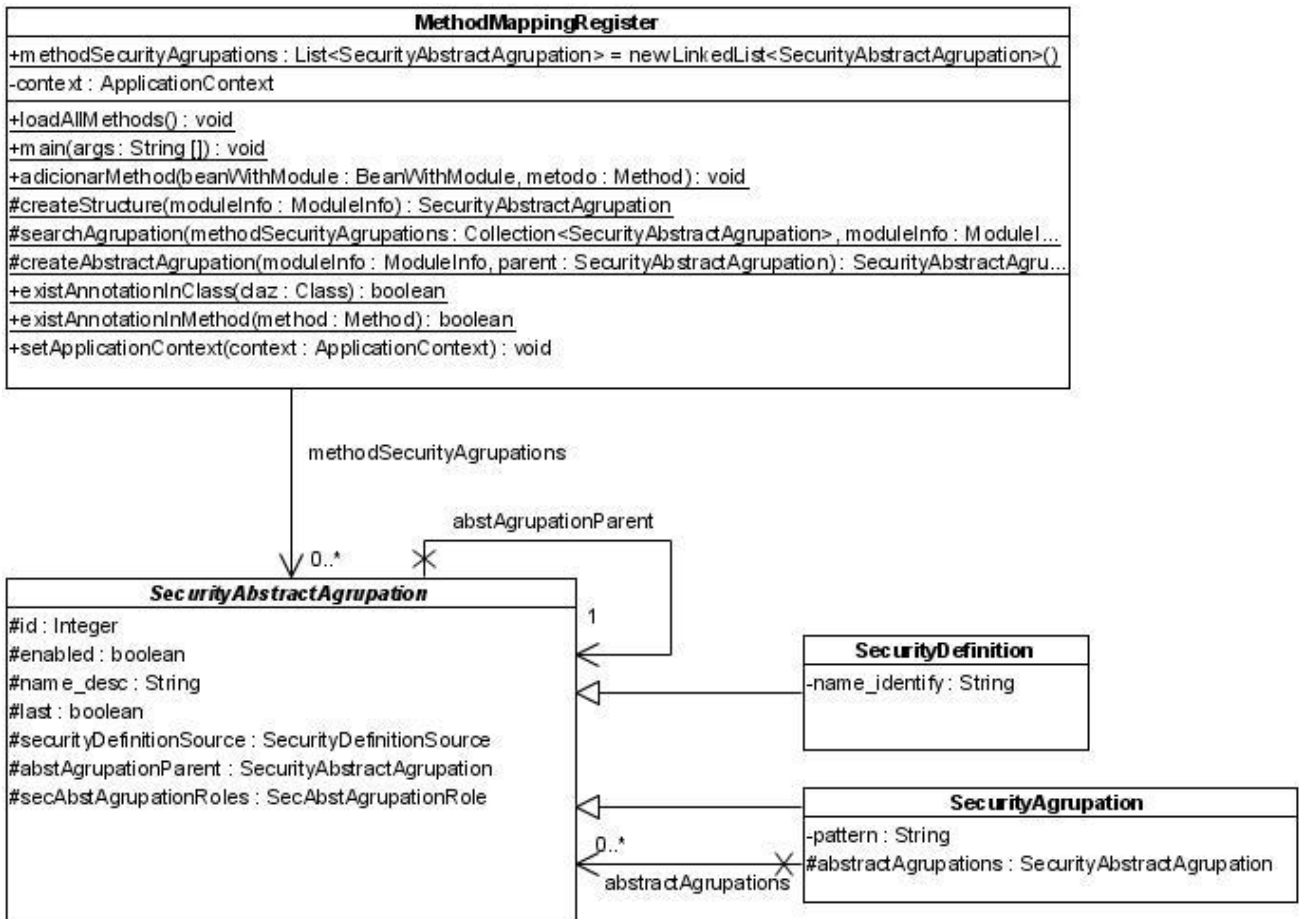 MethodMappingRegister
+methodSecurityAgrupations : List<SecurityAbstractAgrupation> = newLinkedList<SecurityAbstractAgrupation>()
-context : ApplicationContext
+loadAllMethods() : void
+main(args : String []) : void
+adicionarMethod(beanWithModule : BeanWithModule, metodo : Method) : void
#createStructure(moduleInfo : ModuleInfo) : SecurityAbstractAgrupation
#searchAgrupation(methodSecurityAgrupations : Collection<SecurityAbstractAgrupation>, moduleInfo : ModuleI...
#createAbstractAgrupation(moduleInfo : ModuleInfo, parent : SecurityAbstractAgrupation) : SecurityAbstractAgru...
+existAnnotationInClass(claz : Class) : boolean
+existAnnotationInMethod(method : Method) : boolean
+setApplicationContext(context : ApplicationContext) : void
methodSecurityAgrupations
abstAgrupationParent
0..*
SecurityAbstractAgrupation
#id : Integer
#enabled : boolean
#name_desc : String
#last : boolean
#securityDefinitionSource : SecurityDefinitionSource
#abstAgrupationParent : SecurityAbstractAgrupation
#secAbstAgrupationRoles : SecAbstAgrupationRole
1
SecurityDefinition
-name_identify : String
SecurityAgrupation
-pattern : String
#abstractAgrupations : SecurityAbstractAgrupation
0..*
abstractAgrupations